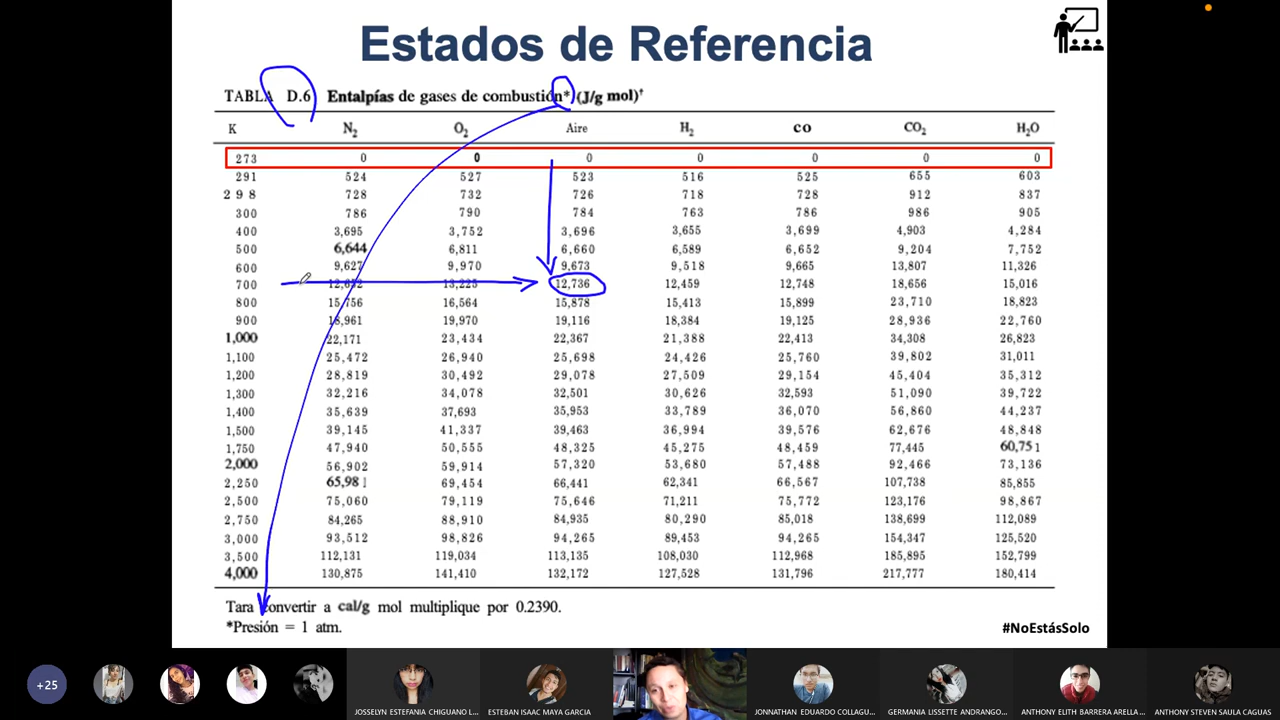 Estados de Referencia
TABLA D.6 Entalpías de gases de combustión* (J/g mol)†
K N₂ O₂ Aire H₂ co CO₂ H₂O
273 0 0 0 0 0 0 0
291 524 527 523 516 525 655 603
298 728 732 726 718 728 912 837
300 786 790 784 763 786 986 905
400 3,695 3,752 3,696 3,655 3,699 4,903 4,284
500 6,644 6,811 6,660 6,589 6,652 9,204 7,752
600 9,627 9,970 9,673 9,518 9,665 13,807 11,326
700 13,225 12,736 12,459 12,748 18,656 15,016
800 15,756 16,564 15,878 15,413 15,899 23,710 18,823
900 18,961 19,970 19,116 18,384 19,125 28,936 22,760
1,000 22,171 23,434 22,367 21,388 22,413 34,308 26,823
1,100 25,472 26,940 25,698 24,426 25,760 39,802 31,011
1,200 28,819 30,492 29,078 27,509 29,154 45,404 35,312
1,300 32,216 34,078 32,501 30,626 32,593 51,090 39,722
1,400 35,639 37,693 35,953 33,789 36,070 56,860 44,237
1,500 39,145 41,337 39,463 36,994 39,576 62,676 48,848
1,750 47,940 50,555 48,325 45,275 48,459 77,445 60,751
2,000 56,902 59,914 57,320 53,680 57,488 92,466 73,136
2,250 65,981 69,454 66,441 62,341 66,567 107,738 85,855
2,500 75,060 79,119 75,646 71,211 75,772 123,176 98,867
2,750 84,265 88,910 84,935 80,290 85,018 138,699 112,089
3,000 93,512 98,826 94,265 89,453 94,265 154,347 125,520
3,500 112,131 119,034 113,135 108,030 112,968 185,895 152,799
4,000 130,875 141,410 132,172 127,528 131,796 217,777 180,414
Tara convertir a cal/g mol multiplique por 0.2390.
*Presión = 1 atm.
#NoEstásSolo
+25
JOSSELYN ESTEFANIA CHIGUANO L...
ESTEBAN ISAAC MAYA GARCIA
JONNATHAN EDUARDO COLLAGU...
GERMANIA LISSETTE ANDRANGO...
ANTHONY ELITH BARRERA ARELLA...
ANTHONY STEVEN SAULA CAGUAS